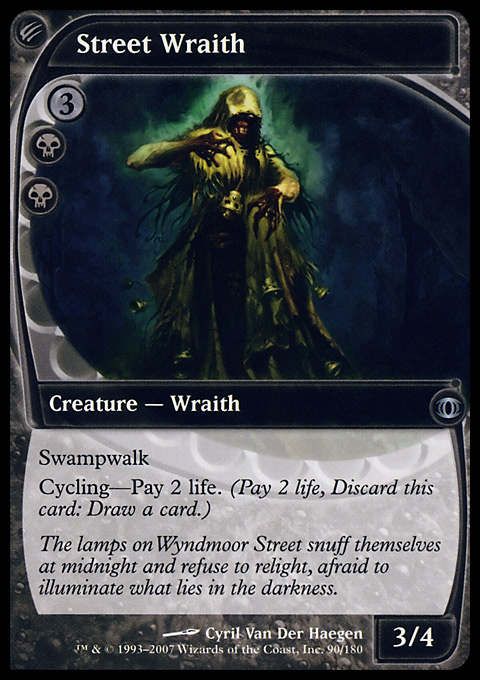 Street Wraith
3
Creature — Wraith
Swampwalk
Cycling—Pay 2 life. (Pay 2 life, Discard this
card: Draw a card.)
The lamps on Wyndmoor Street snuff themselves
at midnight and refuse to relight, afraid to
illuminate what lies in the darkness.
Cyril Van Der Haegen
™ & © 1993–2007 Wizards of the Coast, Inc. 90/180
3/4